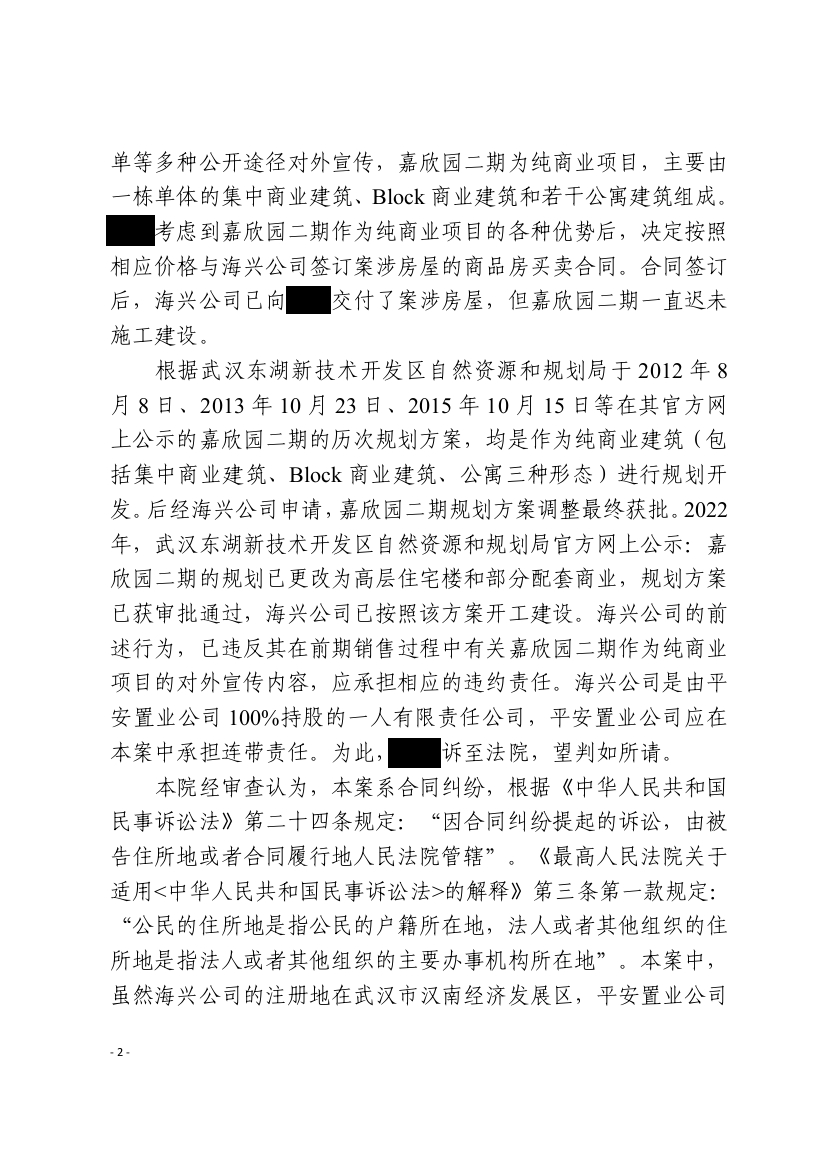 单等多种公开途径对外宣传，嘉欣园二期为纯商业项目，主要由
一栋单体的集中商业建筑、Block 商业建筑和若干公寓建筑组成。
考虑到嘉欣园二期作为纯商业项目的各种优势后，决定按照
相应价格与海兴公司签订案涉房屋的商品房买卖合同。合同签订
后，海兴公司已向 交付了案涉房屋，但嘉欣园二期一直迟未
施工建设。
根据武汉东湖新技术开发区自然资源和规划局于 2012 年 8
月 8 日、2013 年 10 月 23 日、2015 年 10 月 15 日等在其官方网
上公示的嘉欣园二期的历次规划方案，均是作为纯商业建筑（包
括集中商业建筑、Block 商业建筑、公寓三种形态）进行规划开
发。后经海兴公司申请，嘉欣园二期规划方案调整最终获批。2022
年，武汉东湖新技术开发区自然资源和规划局官方网上公示：嘉
欣园二期的规划已更改为高层住宅楼和部分配套商业，规划方案
已获审批通过，海兴公司已按照该方案开工建设。海兴公司的前
述行为，已违反其在前期销售过程中有关嘉欣园二期作为纯商业
项目的对外宣传内容，应承担相应的违约责任。海兴公司是由平
安置业公司 100%持股的一人有限责任公司，平安置业公司应在
本案中承担连带责任。为此， 诉至法院，望判如所请。
本院经审查认为，本案系合同纠纷，根据《中华人民共和国
民事诉讼法》第二十四条规定：“因合同纠纷提起的诉讼，由被
告住所地或者合同履行地人民法院管辖”。《最高人民法院关于
适用<中华人民共和国民事诉讼法>的解释》第三条第一款规定：
“公民的住所地是指公民的户籍所在地，法人或者其他组织的住
所地是指法人或者其他组织的主要办事机构所在地”。本案中，
虽然海兴公司的注册地在武汉市汉南经济发展区，平安置业公司
- 2 -